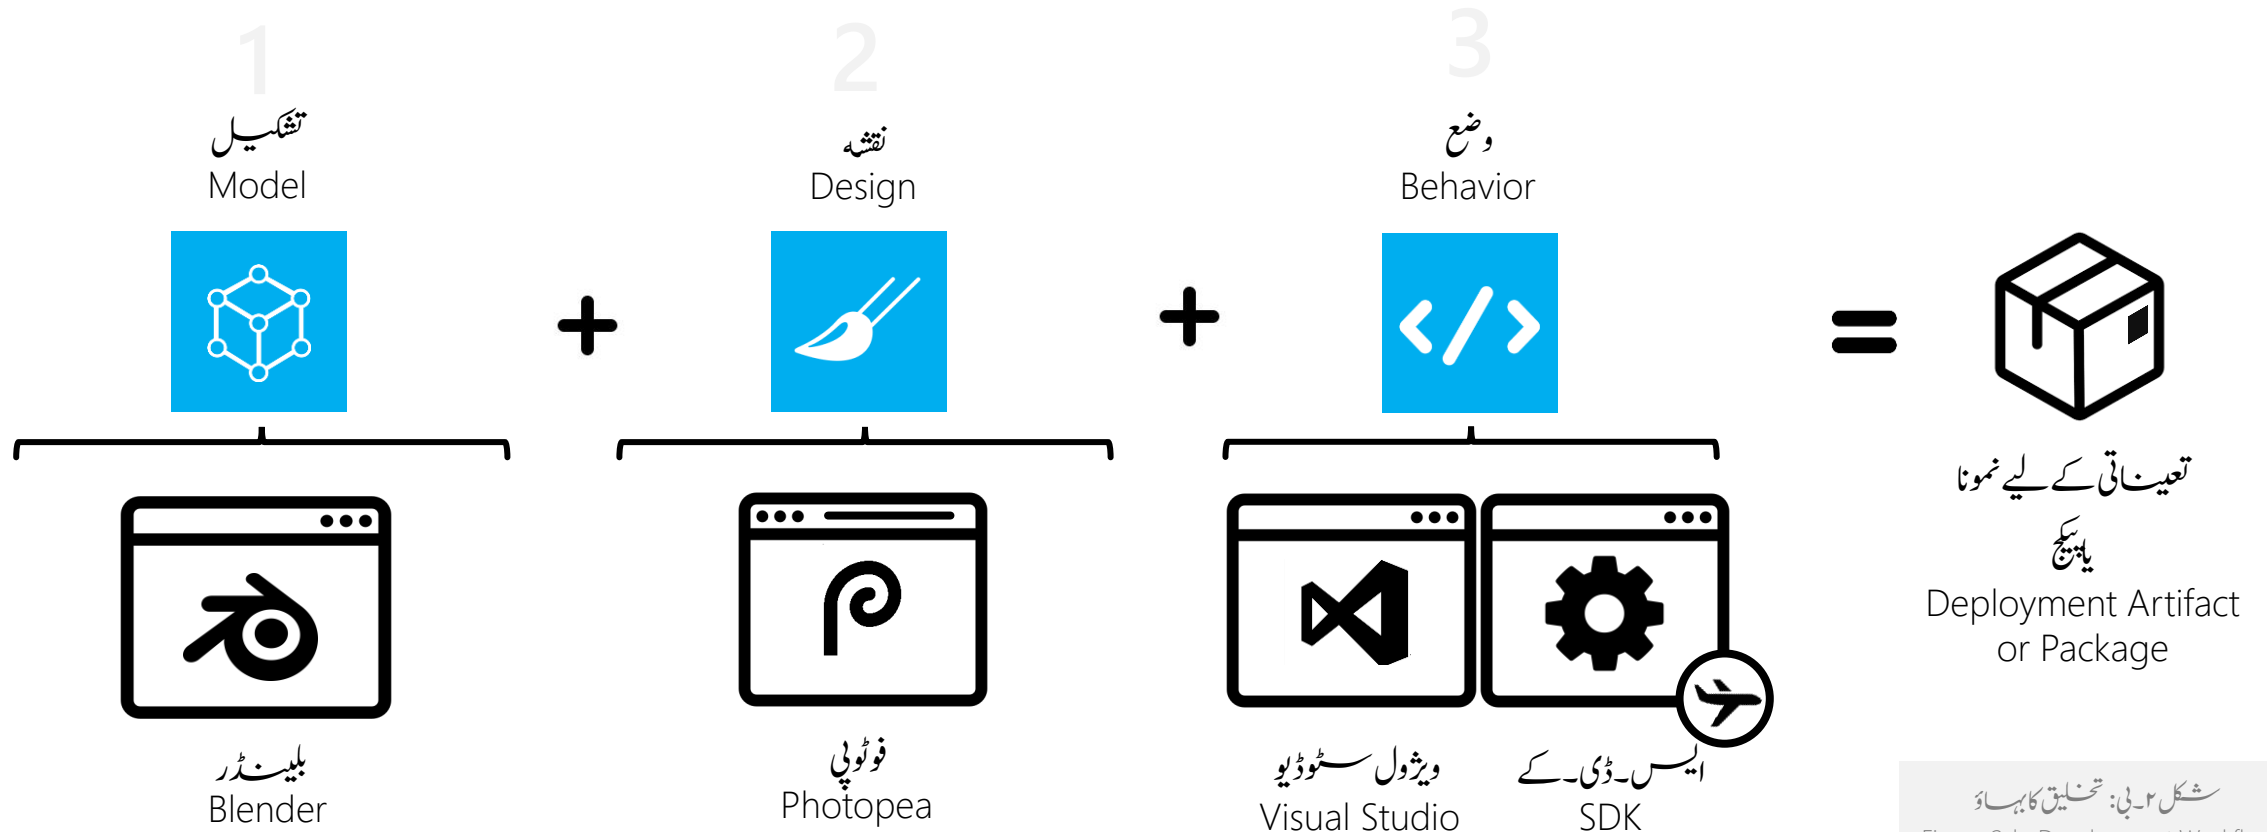 1
تشکیل
Model
2
نقشہ
Design
3
وضع
Behavior
بلینڈر
Blender
فوٹوپی
Photopea
ویژول سٹوڈیو
Visual Studio
ایس۔ڈی۔کے
SDK
تعیناتی کے لیے نمونا
یا پیکج
Deployment Artifact
or Package
شکل ۲۔بی: تخلیق کا بہاؤ